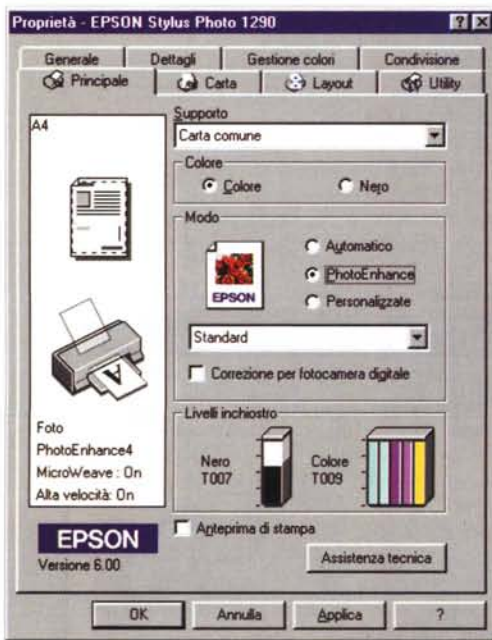 Proprietà - EPSON Stylus Photo 1290
Generale Dettagli Gestione colori Condivisione
Principale Carta Layout Utility
A4
Supporto
Carta comune
Colore
Colore Nero
Modo
EPSON
Automatico
PhotoEnhance
Personalizzate
Standard
Correzione per fotocamera digitale
Foto
PhotoEnhance4
MicroWeave : On
Alta velocità: On
Livelli inchiostro
Nero
T007
Colore
T009
EPSON
Versione 6.00
Anteprima di stampa
Assistenza tecnica
OK Annulla Applica ?